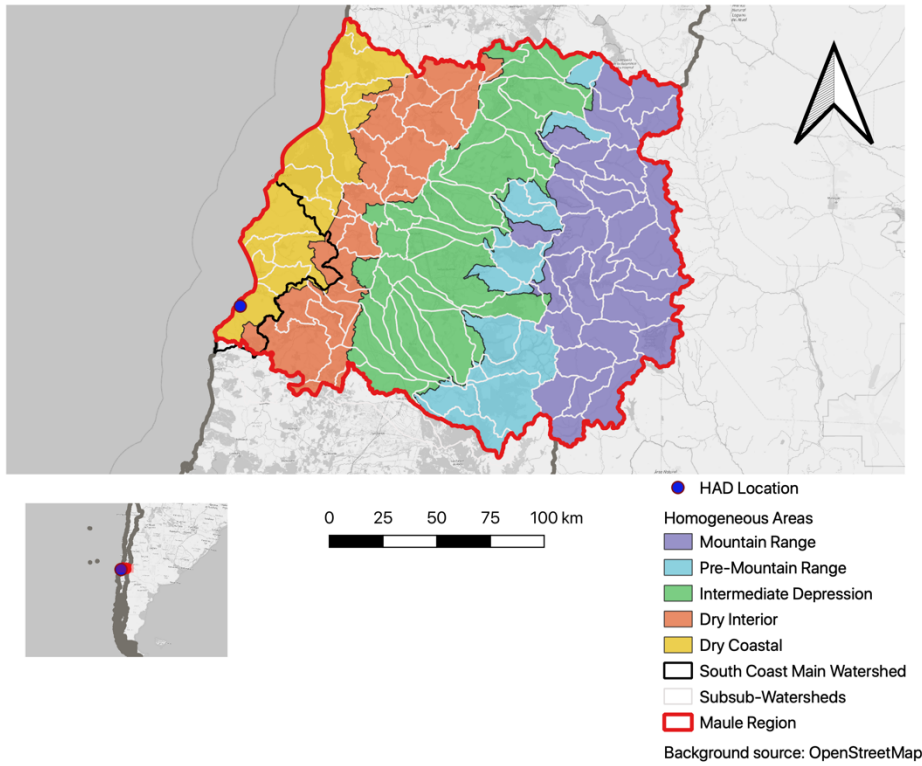 0 25 50 75 100 km
HAD Location
Homogeneous Areas
Mountain Range
Pre-Mountain Range
Intermediate Depression
Dry Interior
Dry Coastal
South Coast Main Watershed
Subsub-Watersheds
Maule Region
Background source: OpenStreetMap